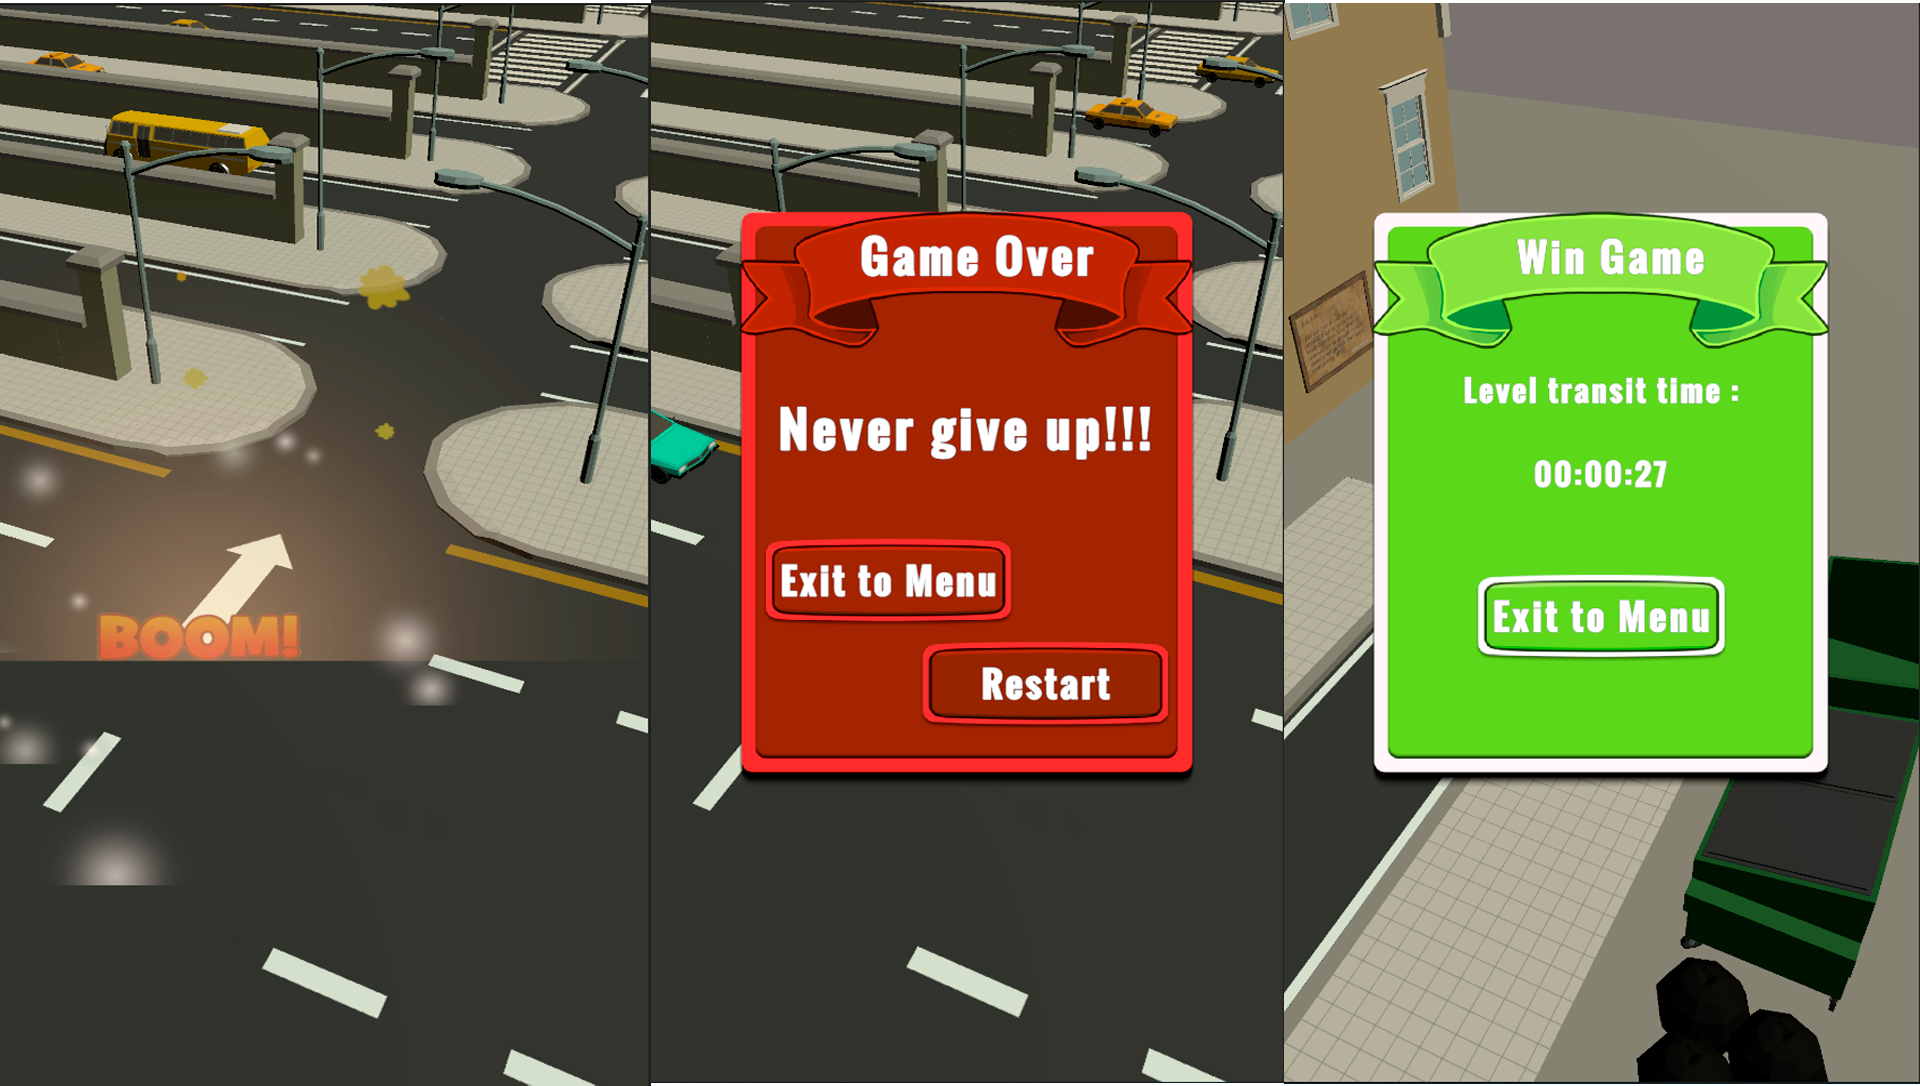 BOOM!
Game Over
Never give up!!!
Exit to Menu
Restart
Win Game
Level transit time :
00:00:27
Exit to Menu